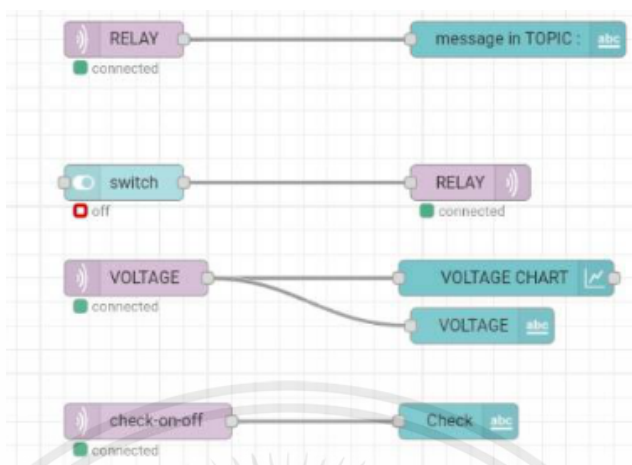 RELAY
message in TOPIC : abc
connected
switch
RELAY
off
connected
VOLTAGE
VOLTAGE CHART
connected
VOLTAGE abc
check-on-off
Check abc
connected